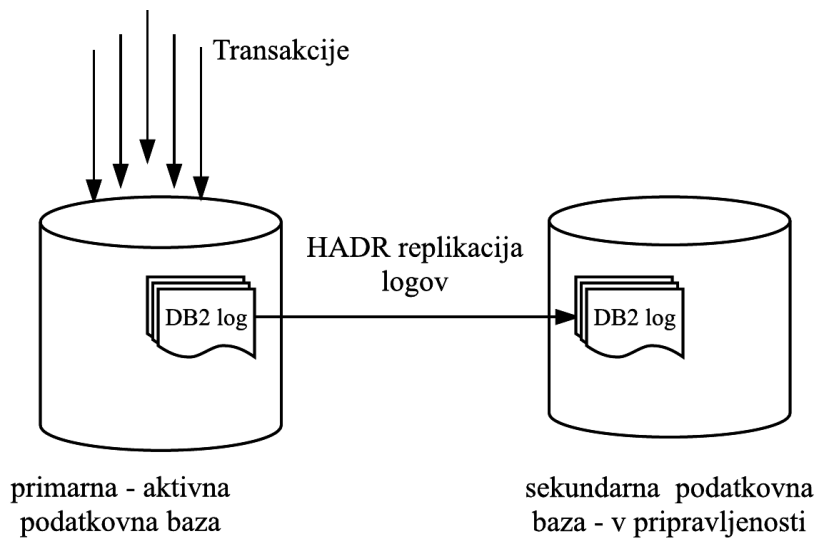 Transakcije
HADR replikacija
logov
DB2 log
DB2 log
primarna - aktivna
podatkovna baza
sekundarna podatkovna
baza - v pripravljenosti